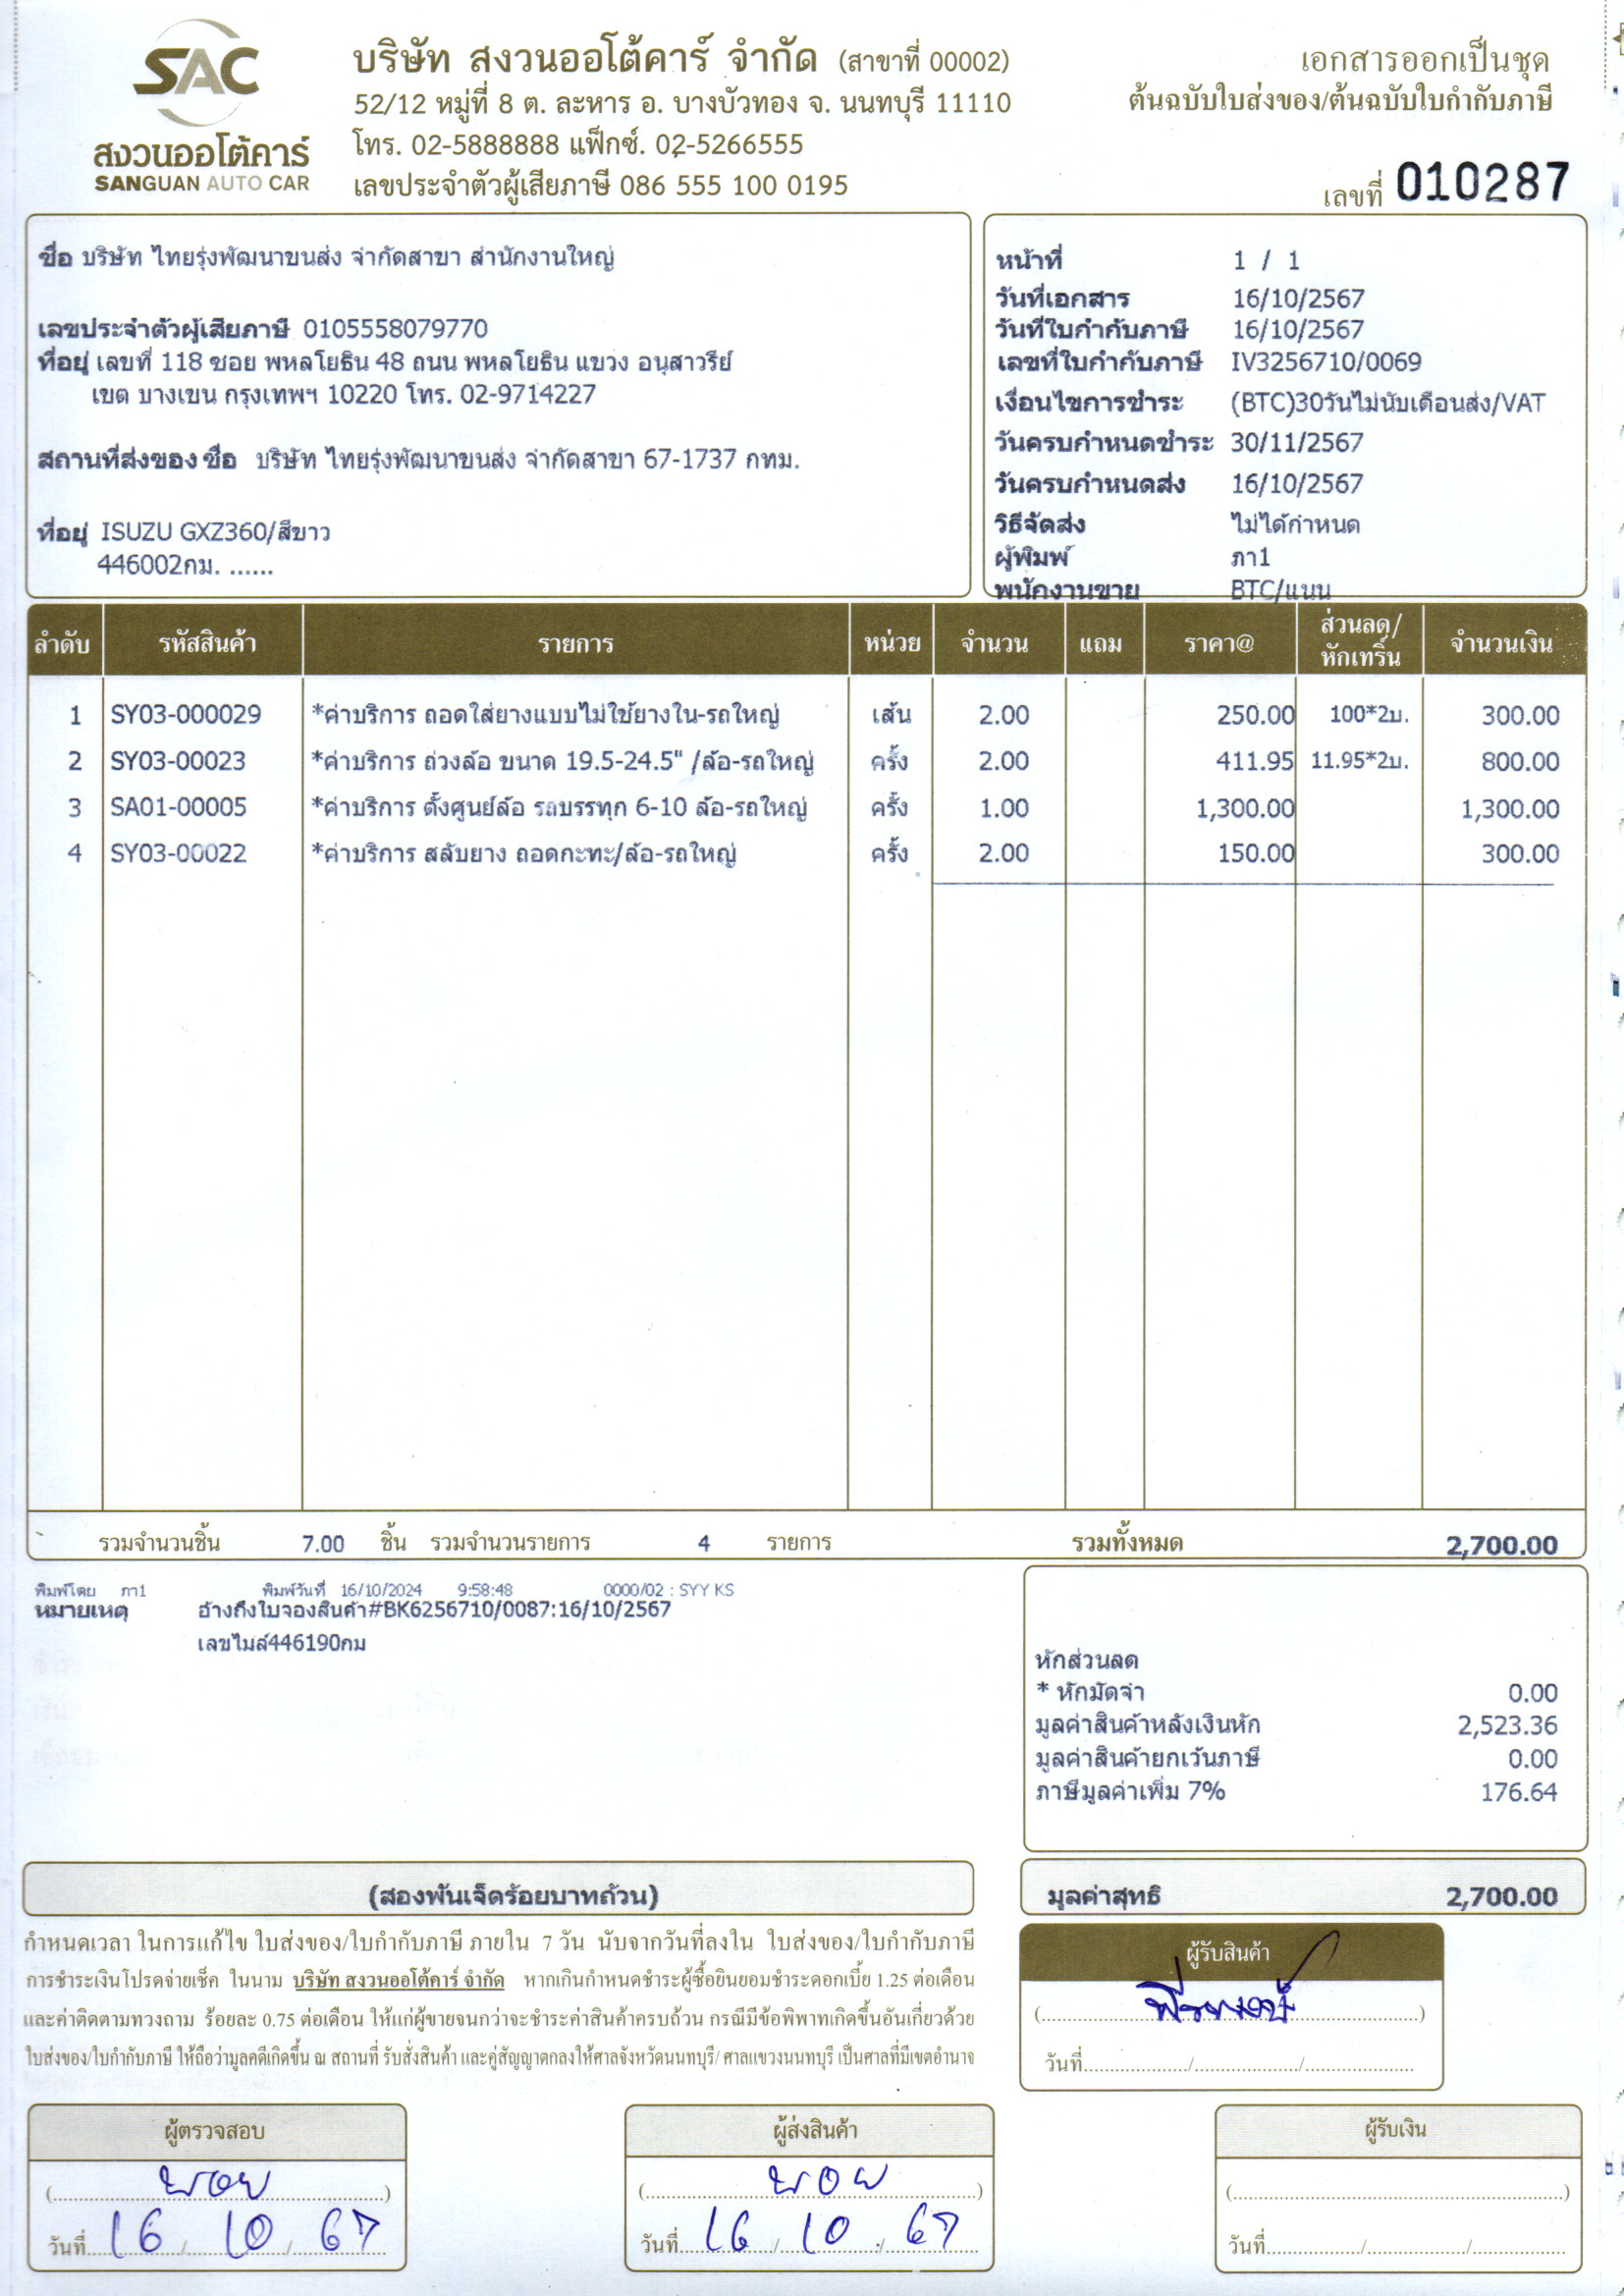 SAC
สงวนออโต้คาร์
SANGUAN AUTO CAR
บริษัท สงวนออโต้คาร์ จำกัด (สาขาที่ 00002)
52/12 หมู่ที่ 8 ต. ละหาร อ. บางบัวทอง จ. นนทบุรี 11110
โทร. 02-5888888 แฟ็กซ์. 02-5266555
เลขประจำตัวผู้เสียภาษี 086 555 100 0195
เอกสารออกเป็นชุด
ต้นฉบับใบส่งของ/ต้นฉบับใบกำกับภาษี
เลขที่ 010287
ชื่อ บริษัท ไทยรุ่งพัฒนาขนส่ง จำกัดสาขา สำนักงานใหญ่
เลขประจำตัวผู้เสียภาษี 0105558079770
ที่อยู่ เลขที่ 118 ซอย พหลโยธิน 48 ถนน พหลโยธิน แขวง อนุสาวรีย์
เขต บางเขน กรุงเทพฯ 10220 โทร. 02-9714227
สถานที่ส่งของ ชื่อ บริษัท ไทยรุ่งพัฒนาขนส่ง จำกัดสาขา 67-1737 กทม.
ที่อยู่ ISUZU GXZ360/สีขาว
446002กม. ......
หน้าที่ 1 / 1
วันที่เอกสาร 16/10/2567
วันที่ใบกำกับภาษี 16/10/2567
เลขที่ใบกำกับภาษี IV3256710/0069
เงื่อนไขการชำระ (BTC)30วันไม่นับเดือนส่ง/VAT
วันครบกำหนดชำระ 30/11/2567
วันครบกำหนดส่ง 16/10/2567
วิธีจัดส่ง ไม่ได้กำหนด
ผู้พิมพ์ ภา1
พนักงานขาย BTC/แนน
ลำดับ รหัสสินค้า รายการ หน่วย จำนวน แถม ราคา@ ส่วนลด/หักเทริ์น จำนวนเงิน
1 SY03-000029 *ค่าบริการ ถอดใส่ยางแบบไม่ใช้ยางใน-รถใหญ่ เส้น 2.00 250.00 100*2บ. 300.00
2 SY03-00023 *ค่าบริการ ถ่วงล้อ ขนาด 19.5-24.5" /ล้อ-รถใหญ่ ครั้ง 2.00 411.95 11.95*2บ. 800.00
3 SA01-00005 *ค่าบริการ ตั้งศูนย์ล้อ รถบรรทุก 6-10 ล้อ-รถใหญ่ ครั้ง 1.00 1,300.00 1,300.00
4 SY03-00022 *ค่าบริการ สลับยาง ถอดกะทะ/ล้อ-รถใหญ่ ครั้ง 2.00 150.00 300.00
รวมจำนวนชิ้น 7.00 ชิ้น รวมจำนวนรายการ 4 รายการ รวมทั้งหมด 2,700.00
พิมพ์โดย ภา1 พิมพ์วันที่ 16/10/2024 9:58:48 0000/02 : SYY KS
หมายเหตุ อ้างถึงใบจองสินค้า#BK6256710/0087:16/10/2567
เลขไมล์446190กม
หักส่วนลด
* หักมัดจำ 0.00
มูลค่าสินค้าหลังเงินหัก 2,523.36
มูลค่าสินค้ายกเว้นภาษี 0.00
ภาษีมูลค่าเพิ่ม 7% 176.64
(สองพันเจ็ดร้อยบาทถ้วน)
มูลค่าสุทธิ 2,700.00
กำหนดเวลา ในการแก้ไข ใบส่งของ/ใบกำกับภาษี ภายใน 7 วัน นับจากวันที่ลงใน ใบส่งของ/ใบกำกับภาษี
การชำระเงินโปรดจ่ายเช็ค ในนาม บริษัท สงวนออโต้คาร์ จำกัด หากเกินกำหนดชำระผู้ซื้อยินยอมชำระดอกเบี้ย 1.25 ต่อเดือน
และค่าติดตามทวงถาม ร้อยละ 0.75 ต่อเดือน ให้แก่ผู้ขายจนกว่าจะชำระค่าสินค้าครบถ้วน กรณีมีข้อพิพาทเกิดขึ้นอันเกี่ยวด้วย
ใบส่งของ/ใบกำกับภาษี ให้ถือว่ามูลคดีเกิดขึ้น ณ สถานที่ รับสั่งสินค้า และคู่สัญญาตกลงให้ศาลจังหวัดนนทบุรี/ ศาลแขวงนนทบุรี เป็นศาลที่มีเขตอำนาจ
ผู้รับสินค้า
วันที่....../....../......
ผู้ตรวจสอบ
วันที่ 16 / 10 / 67
ผู้ส่งสินค้า
วันที่ 16 / 10 / 67
ผู้รับเงิน
วันที่....../....../......